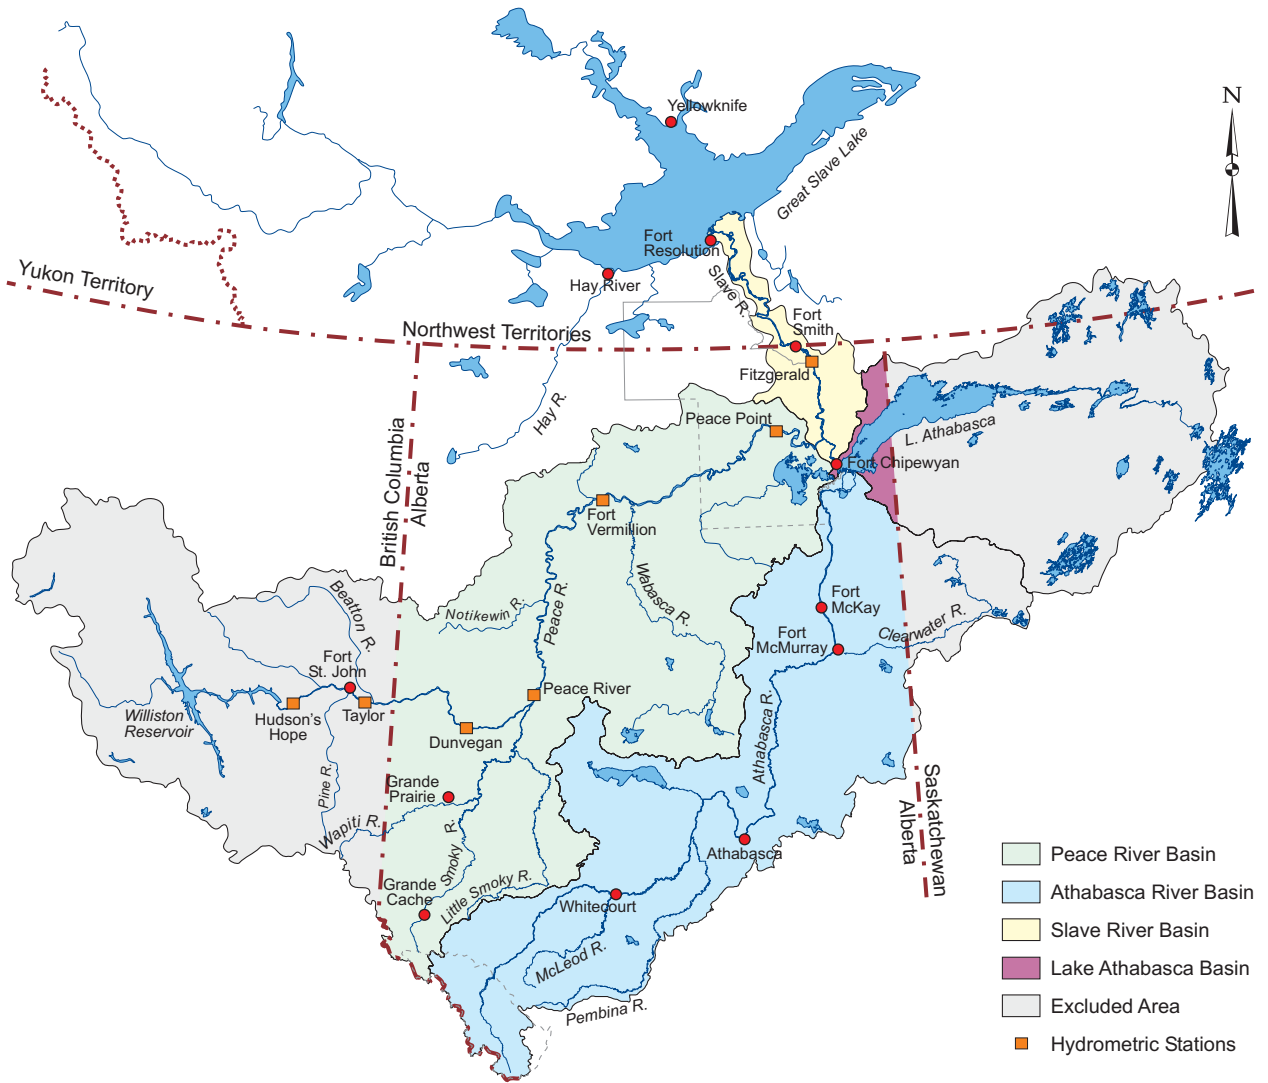 N
Yellowknife
Great Slave Lake
Fort
Resolution
Yukon Territory
Hay River
Slave R.
Northwest Territories
Fort
Smith
Fitzgerald
Hay R.
Peace Point
L. Athabasca
British Columbia
Alberta
Fort Chipewyan
Fort
Vermillion
Beatton R.
Notikewin R.
Peace R.
Wabasca R.
Fort
McKay
Clearwater R.
Fort
McMurray
Fort
St. John
Peace River
Williston
Reservoir
Hudson's
Hope
Taylor
Dunvegan
Athabasca R.
Pine R.
Grande
Prairie
Wapiti R.
Smoky R.
Saskatchewan
Alberta
Athabasca
Grande
Cache
Little Smoky R.
Whitecourt
McLeod R.
Pembina R.
Peace River Basin
Athabasca River Basin
Slave River Basin
Lake Athabasca Basin
Excluded Area
Hydrometric Stations